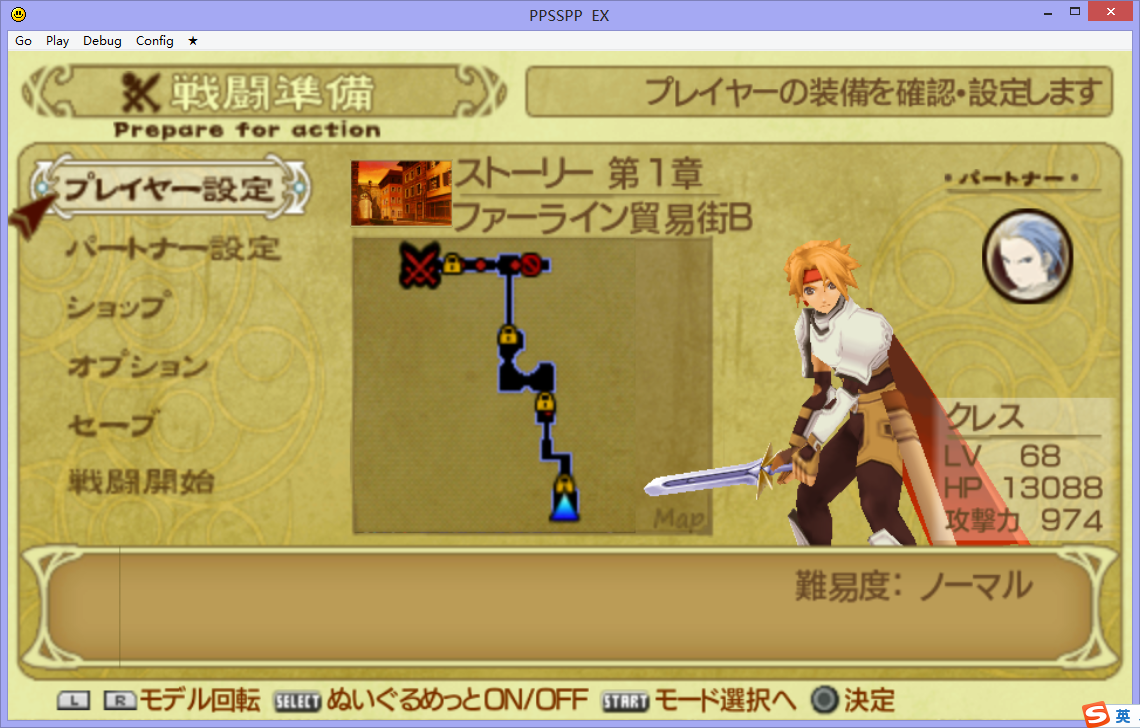 PPSSPP EX
Go Play Debug Config ★
戦闘準備
Prepare for action
プレイヤーの装備を確認・設定します
プレイヤー設定
パートナー設定
ショップ
オプション
セーブ
戦闘開始
ストーリー 第1章
ファーライン貿易街B
Map
・パートナー・
クレス
LV 68
HP 13088
攻撃力 974
難易度: ノーマル
L R モデル回転 SELECT ぬいぐるめっとON/OFF START モード選択へ 決定
S 英